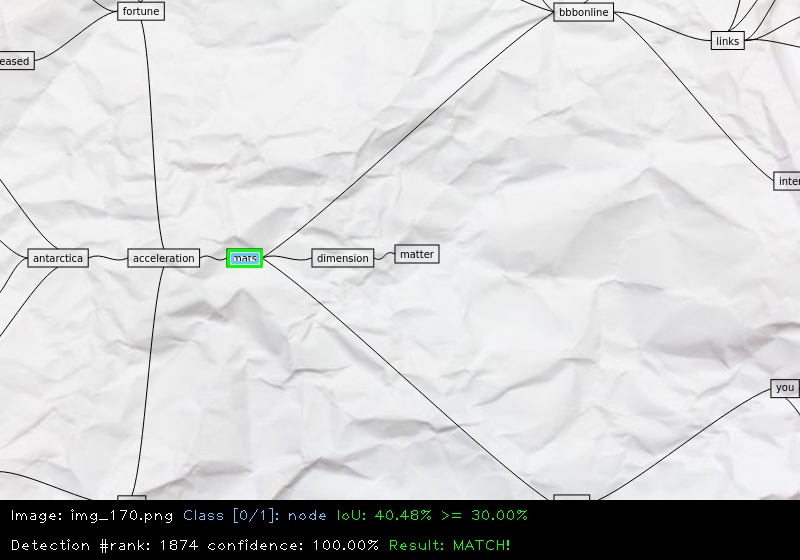 fortune
bbbonline
links
eased
inter
antarctica
acceleration
mars
dimension
matter
you
Image: img_170.png Class [0/1]: node IoU: 40.48% >= 30.00%
Detection #rank: 1874 confidence: 100.00% Result: MATCH!